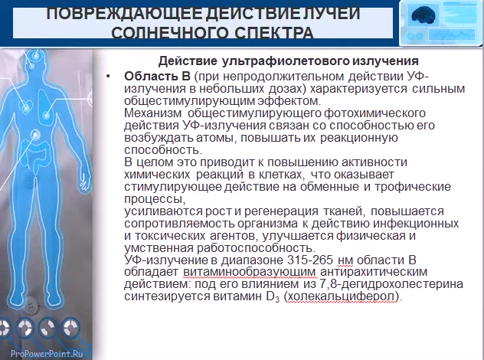 ПОВРЕЖДАЮЩЕЕ ДЕЙСТВИЕ ЛУЧЕЙ
СОЛНЕЧНОГО СПЕКТРА
Действие ультрафиолетового излучения
• Область В (при непродолжительном действии УФ-
излучения в небольших дозах) характеризуется сильным
общестимулирующим эффектом.
Механизм общестимулирующего фотохимического
действия УФ-излучения связан со способностью его
возбуждать атомы, повышать их реакционную
способность.
В целом это приводит к повышению активности
химических реакций в клетках, что оказывает
стимулирующее действие на обменные и трофические
процессы,
усиливаются рост и регенерация тканей, повышается
сопротивляемость организма к действию инфекционных
и токсических агентов, улучшается физическая и
умственная работоспособность.
УФ-излучение в диапазоне 315-265 нм области В
обладает витаминообразующим антирахитическим
действием: под его влиянием из 7,8-дегидрохолестерина
синтезируется витамин D₃ (холекальциферол).
ProPowerPoint.Ru